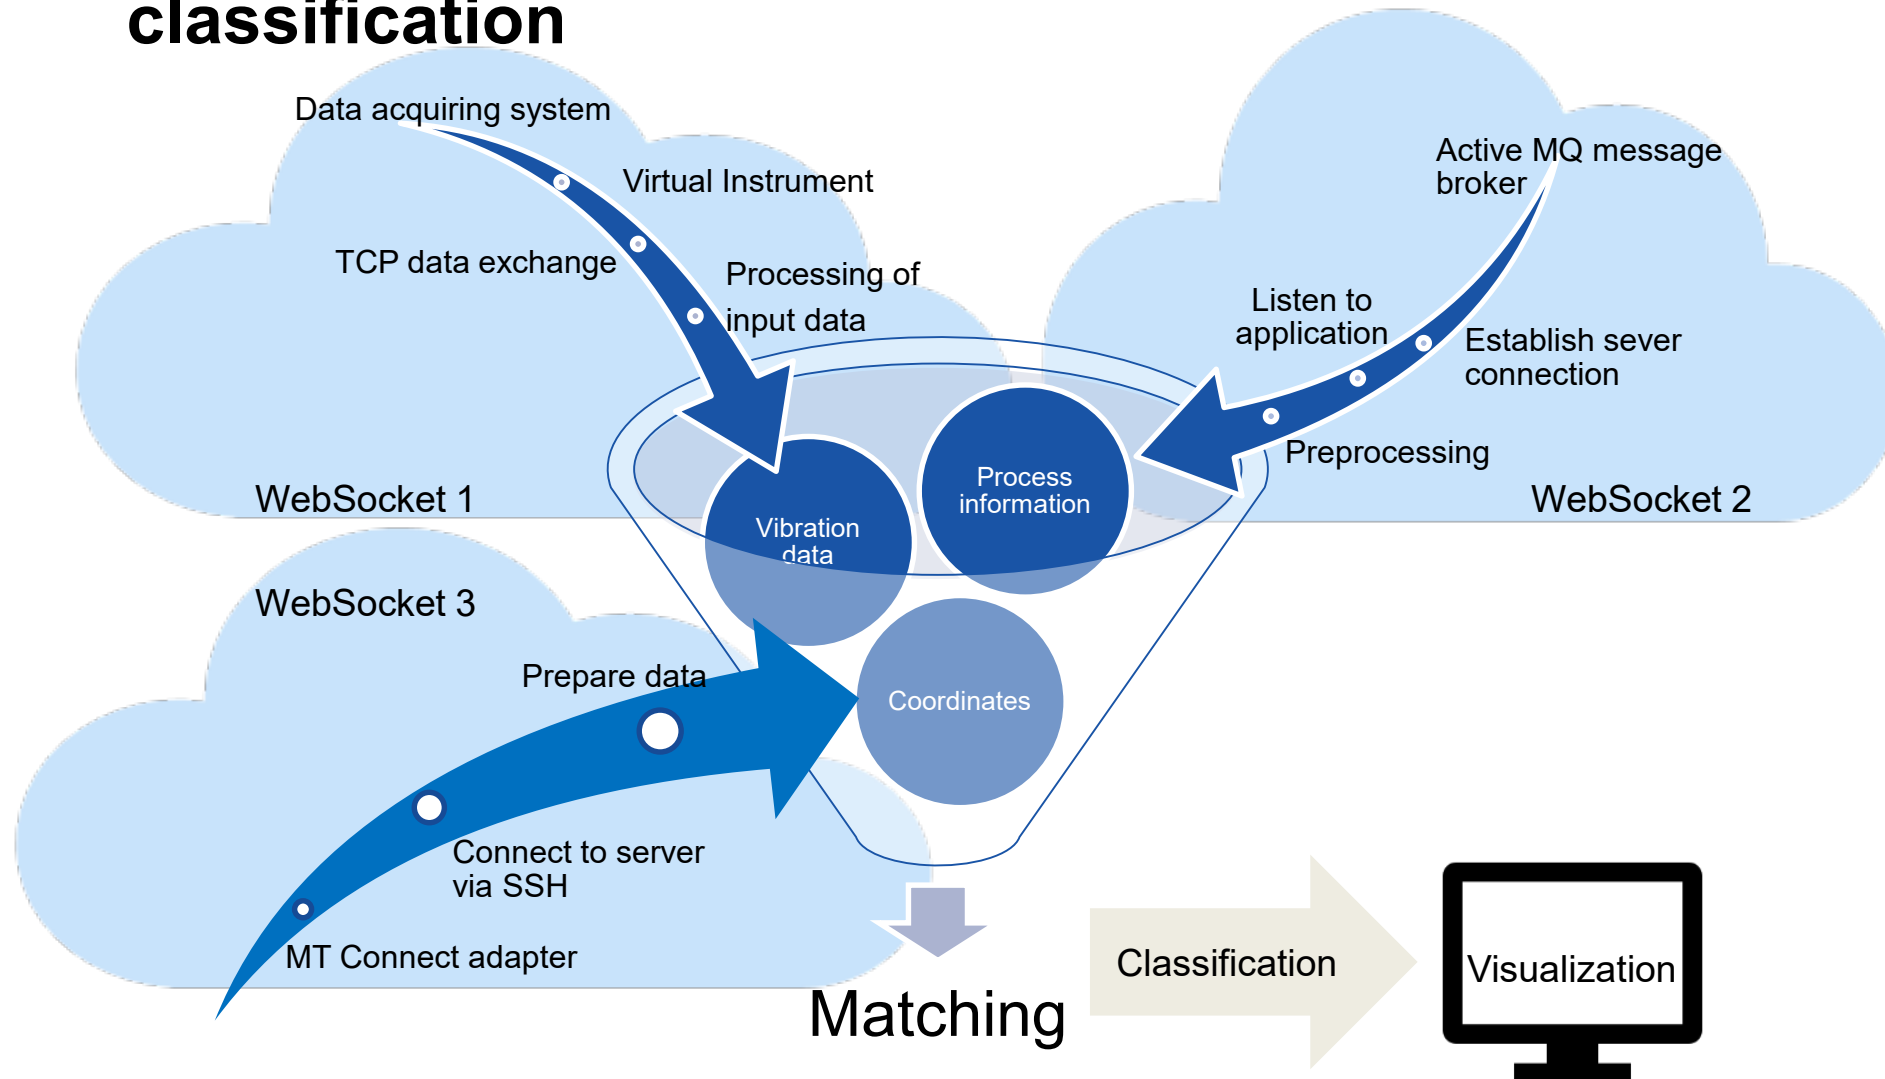 classification
Data acquiring system
Virtual Instrument
TCP data exchange
Processing of
input data
WebSocket 1
Active MQ message
broker
Listen to
application
Establish sever
connection
Preprocessing
WebSocket 2
Process
information
Vibration
data
Coordinates
WebSocket 3
Prepare data
Connect to server
via SSH
MT Connect adapter
Matching
Classification
Visualization